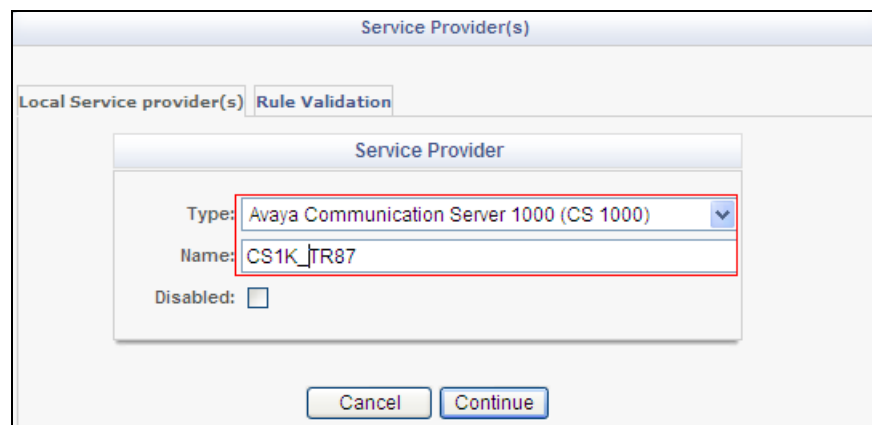 Service Provider(s)
Local Service provider(s) Rule Validation
Service Provider
Type: Avaya Communication Server 1000 (CS 1000)
Name: CS1K_TR87
Disabled:
Cancel Continue